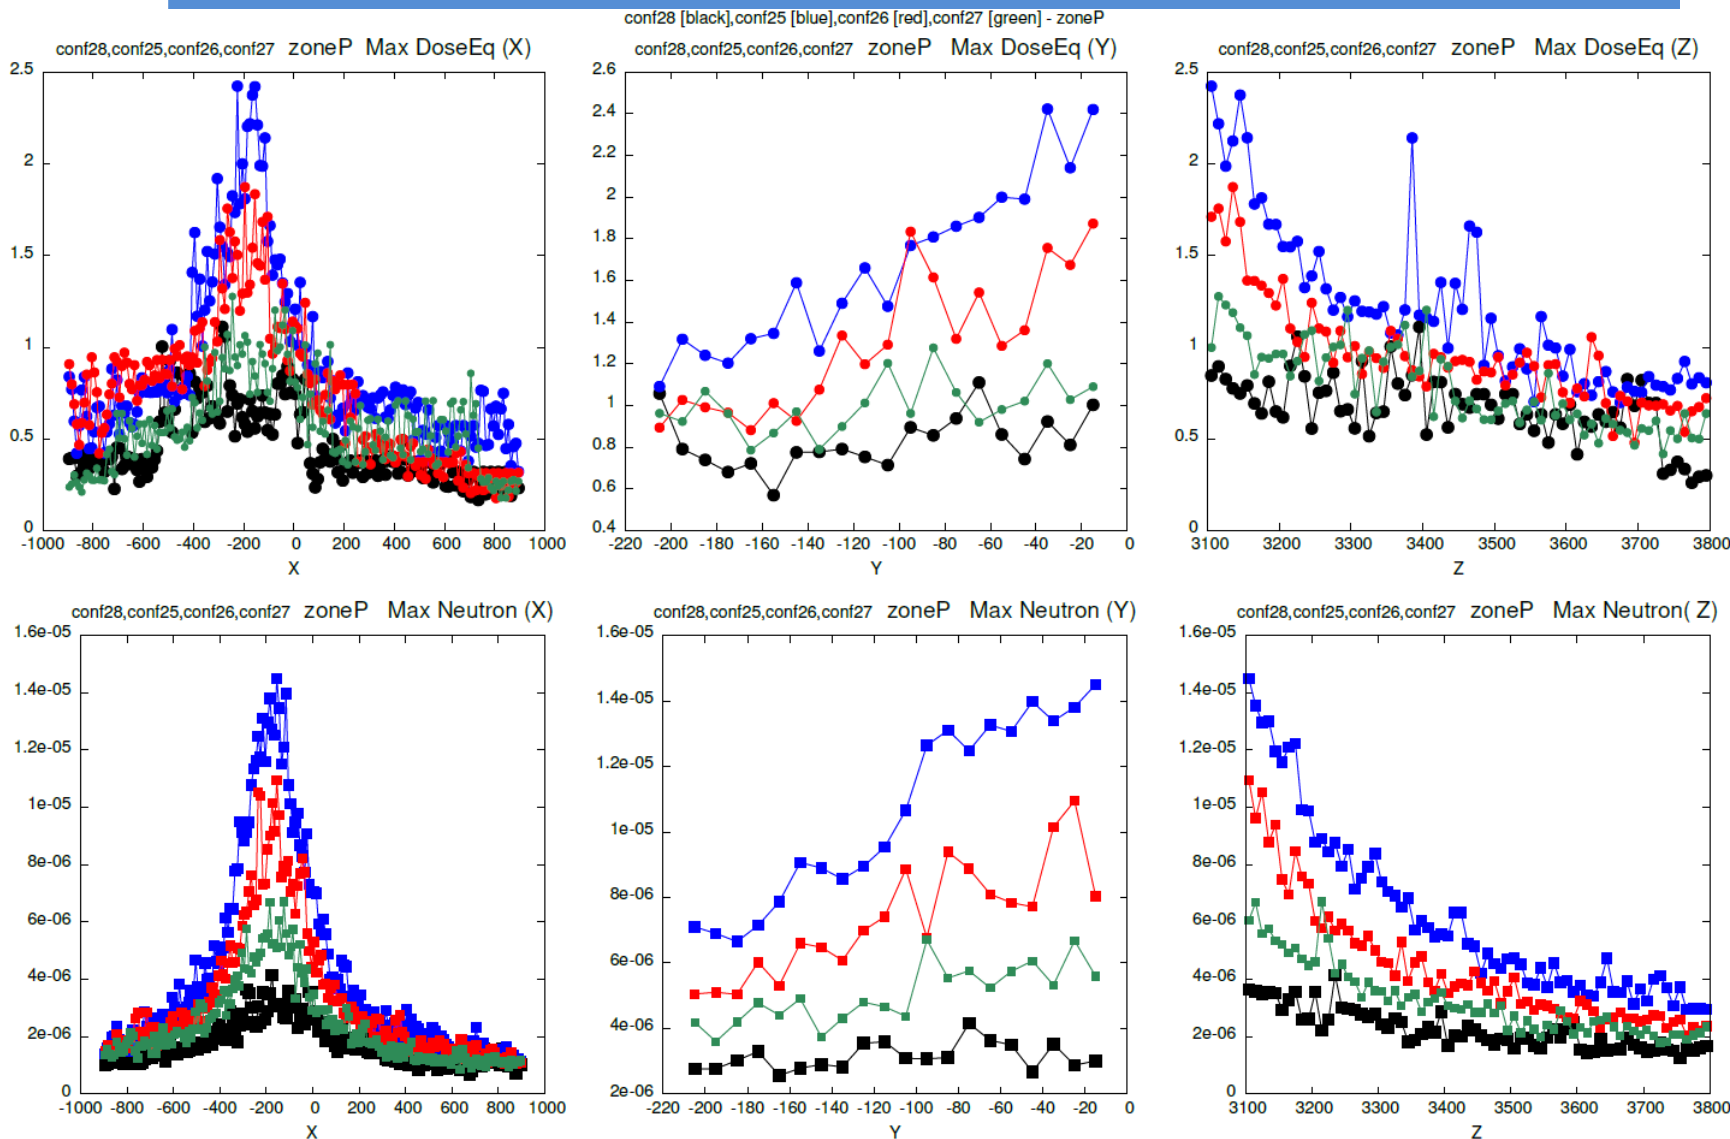 conf28 [black],conf25 [blue],conf26 [red],conf27 [green] - zoneP
conf28,conf25,conf26,conf27 zoneP Max DoseEq (X)
2.5
2
1.5
1
0.5
0
-1000 -800 -600 -400 -200 0 200 400 600 800 1000
X
conf28,conf25,conf26,conf27 zoneP Max DoseEq (Y)
2.6
2.4
2.2
2
1.8
1.6
1.4
1.2
1
0.8
0.6
0.4
-220 -200 -180 -160 -140 -120 -100 -80 -60 -40 -20 0
Y
conf28,conf25,conf26,conf27 zoneP Max DoseEq (Z)
2.5
2
1.5
1
0.5
0
3100 3200 3300 3400 3500 3600 3700 3800
Z
conf28,conf25,conf26,conf27 zoneP Max Neutron (X)
1.6e-05
1.4e-05
1.2e-05
1e-05
8e-06
6e-06
4e-06
2e-06
0
-1000 -800 -600 -400 -200 0 200 400 600 800 1000
X
conf28,conf25,conf26,conf27 zoneP Max Neutron (Y)
1.6e-05
1.4e-05
1.2e-05
1e-05
8e-06
6e-06
4e-06
2e-06
-220 -200 -180 -160 -140 -120 -100 -80 -60 -40 -20 0
Y
conf28,conf25,conf26,conf27 zoneP Max Neutron( Z)
1.6e-05
1.4e-05
1.2e-05
1e-05
8e-06
6e-06
4e-06
2e-06
0
3100 3200 3300 3400 3500 3600 3700 3800
Z